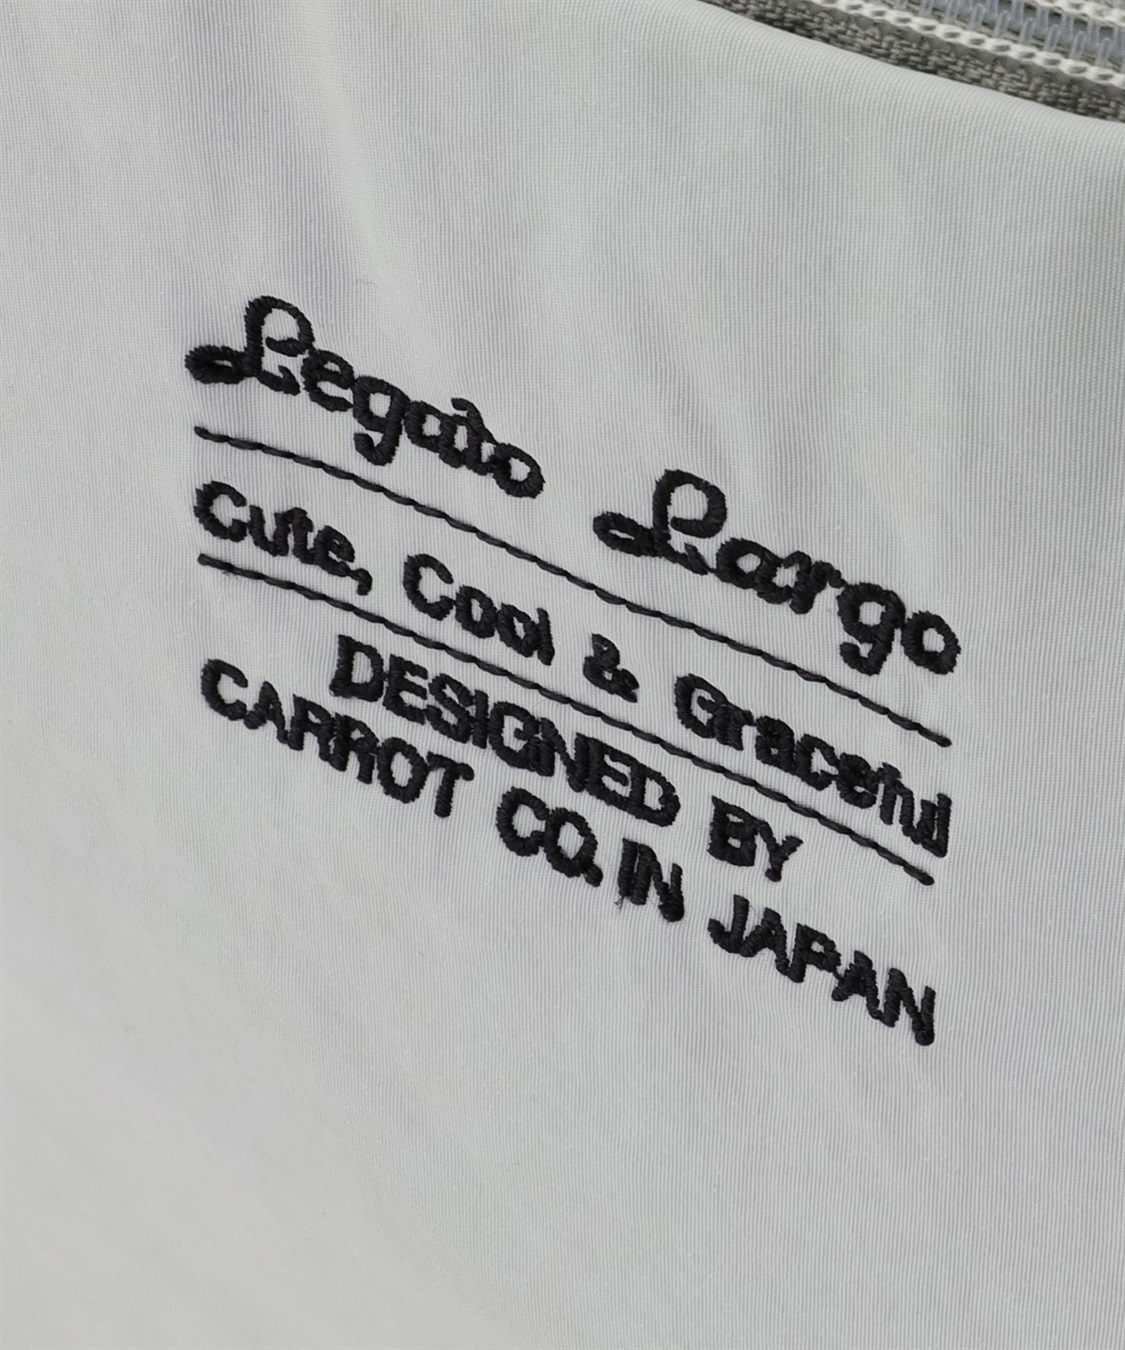 Legato Largo
Cute, Cool & Graceful
DESIGNED BY
CARROT CO. IN JAPAN